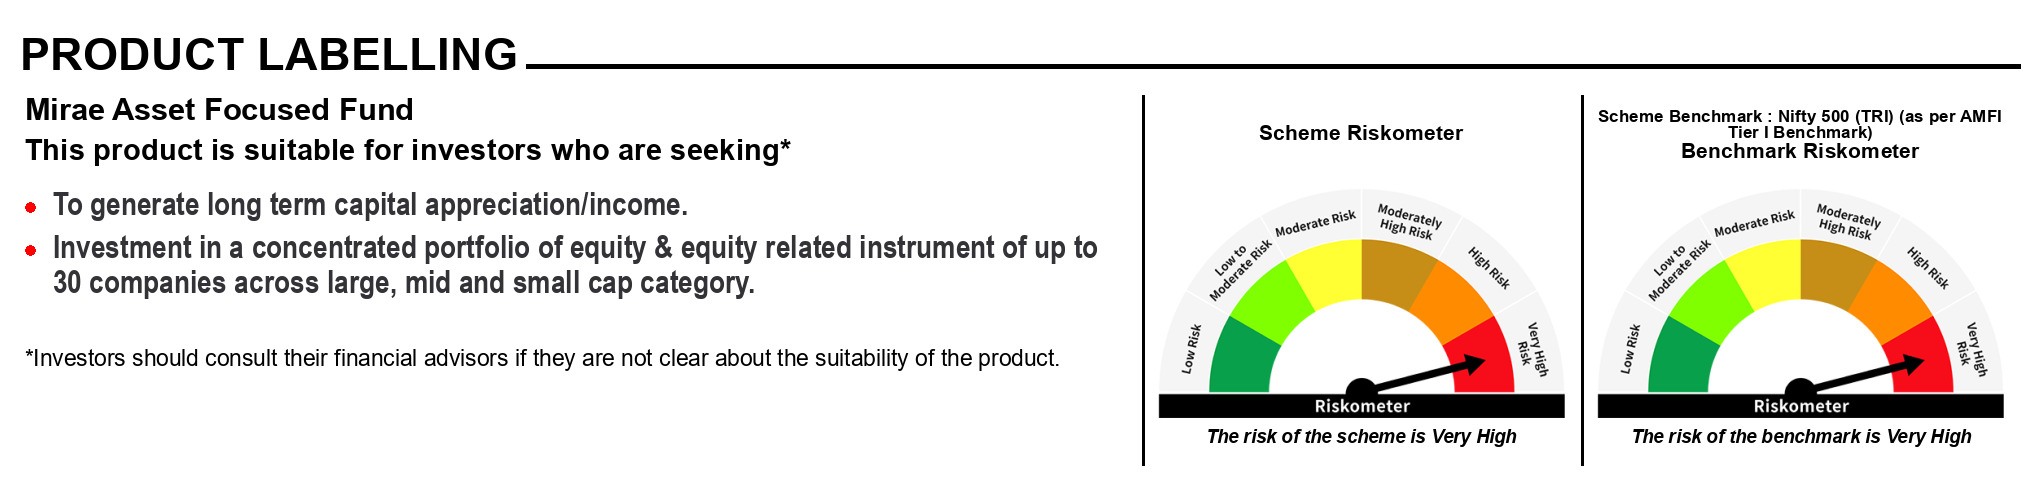 PRODUCT LABELLING
Mirae Asset Focused Fund
This product is suitable for investors who are seeking*
To generate long term capital appreciation/income.
Investment in a concentrated portfolio of equity & equity related instrument of up to
30 companies across large, mid and small cap category.
*Investors should consult their financial advisors if they are not clear about the suitability of the product.
Scheme Riskometer
Low Risk
Low to
Moderate Risk
Moderate Risk
Moderately
High Risk
High Risk
Very High
Risk
Riskometer
The risk of the scheme is Very High
Scheme Benchmark : Nifty 500 (TRI) (as per AMFI
Tier I Benchmark)
Benchmark Riskometer
Low Risk
Low to
Moderate Risk
Moderate Risk
Moderately
High Risk
High Risk
Very High
Risk
Riskometer
The risk of the benchmark is Very High